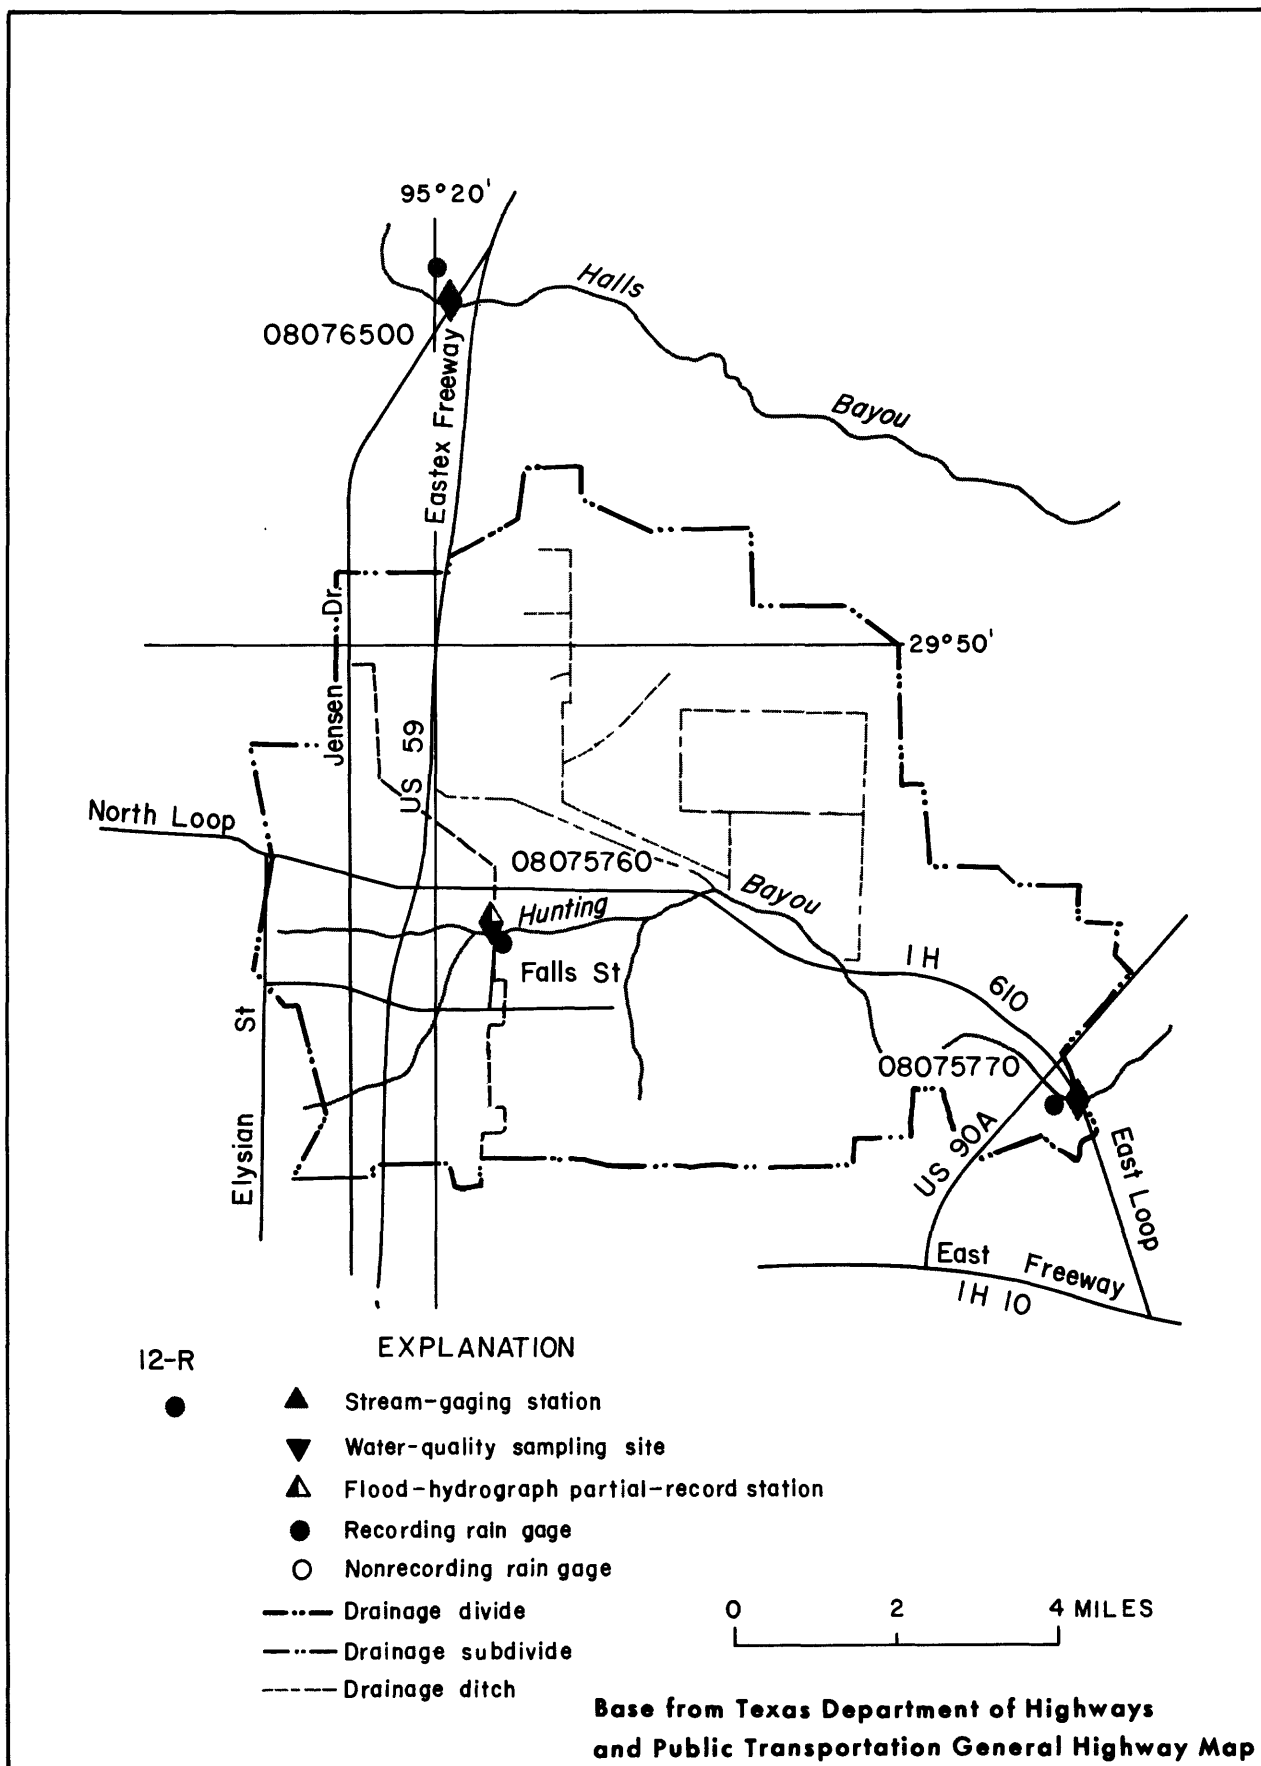 95°20'
Halls
08076500
Bayou
Eastex Freeway
Jensen Dr.
29°50'
US 59
North Loop
08075760
Bayou
Hunting
Falls St
IH
610
Elysian St
08075770
US 90A
East Loop
East Freeway
IH 10
EXPLANATION
12-R
Stream-gaging station
Water-quality sampling site
Flood-hydrograph partial-record station
Recording rain gage
Nonrecording rain gage
Drainage divide
0 2 4 MILES
Drainage subdivide
Drainage ditch
Base from Texas Department of Highways
and Public Transportation General Highway Map